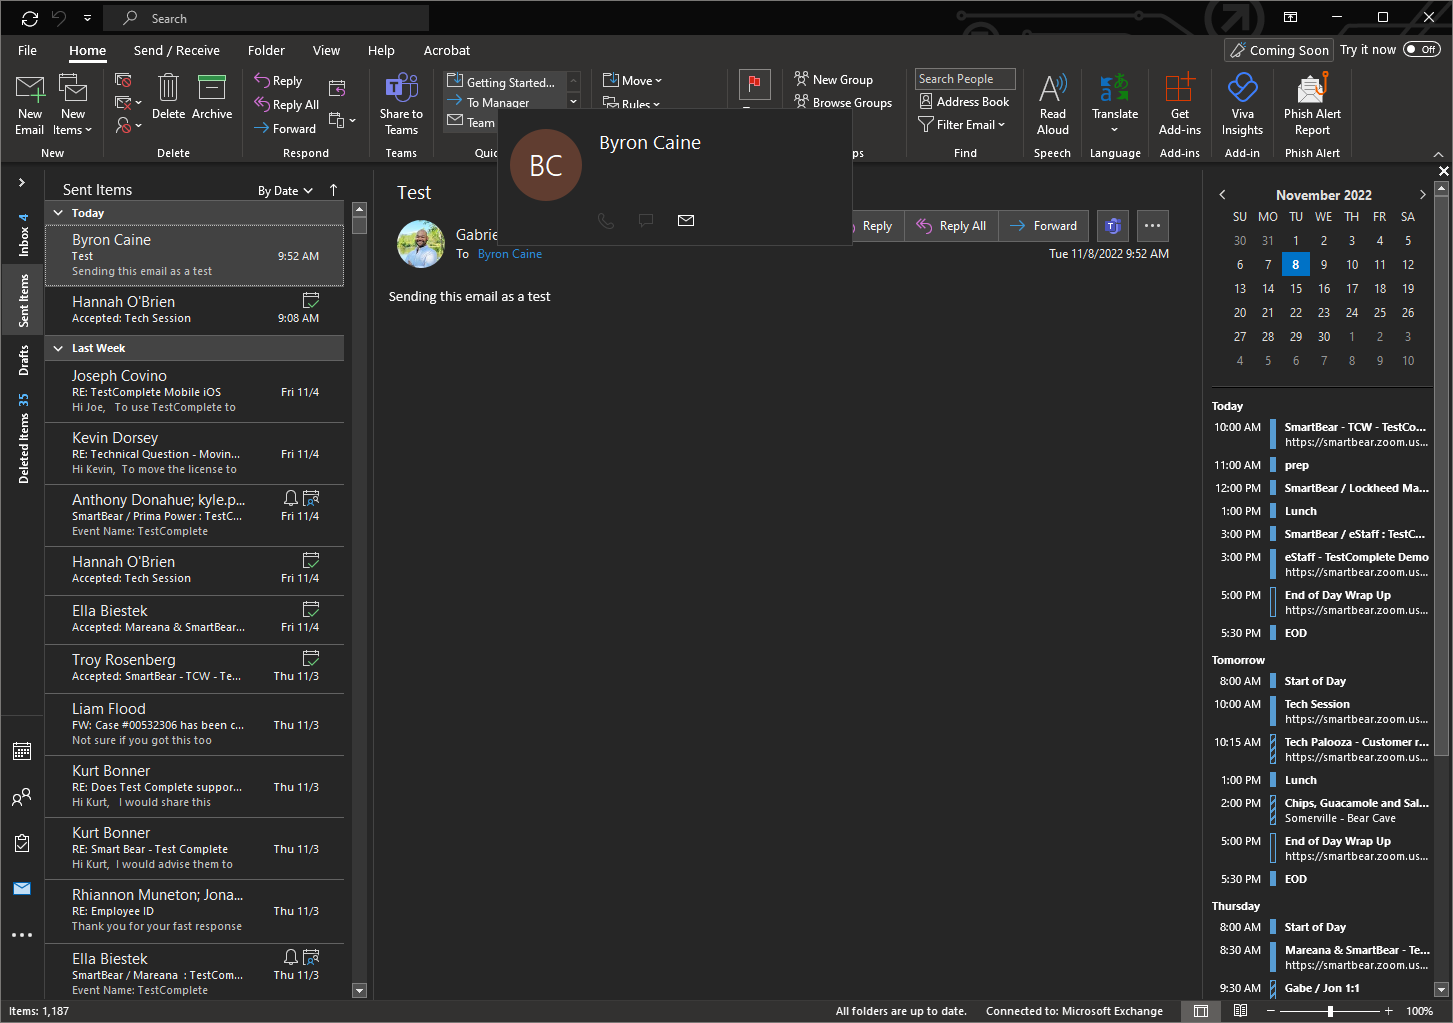 Search
File Home Send / Receive Folder View Help Acrobat
Coming Soon Try it now Off
New Email
New Items
New
Delete
Archive
Delete
Reply
Reply All
Forward
Respond
Share to Teams
Teams
Getting Started...
To Manager
Team
Quic
Move
Rules
New Group
Browse Groups
ps
Search People
Address Book
Filter Email
Find
Read Aloud
Speech
Translate
Language
Get Add-ins
Add-ins
Viva Insights
Add-in
Phish Alert Report
Phish Alert
BC
Byron Caine
Inbox 4
Sent Items
Drafts
Deleted Items 35
Sent Items By Date
Today
Byron Caine
Test 9:52 AM
Sending this email as a test
Hannah O'Brien
Accepted: Tech Session 9:08 AM
Last Week
Joseph Covino
RE: TestComplete Mobile iOS Fri 11/4
Hi Joe, To use TestComplete to
Kevin Dorsey
RE: Technical Question - Movin... Fri 11/4
Hi Kevin, To move the license to
Anthony Donahue; kyle.p...
SmartBear / Prima Power : TestC... Fri 11/4
Event Name: TestComplete
Hannah O'Brien
Accepted: Tech Session Fri 11/4
Ella Biestek
Accepted: Mareana & SmartBear... Fri 11/4
Troy Rosenberg
Accepted: SmartBear - TCW - Te... Thu 11/3
Liam Flood
FW: Case #00532306 has been c... Thu 11/3
Not sure if you got this too
Kurt Bonner
RE: Does Test Complete suppor... Thu 11/3
Hi Kurt, I would share this
Kurt Bonner
RE: Smart Bear - Test Complete Thu 11/3
Hi Kurt, I would advise them to
Rhiannon Muneton; Jona...
RE: Employee ID Thu 11/3
Thank you for your fast response
Ella Biestek
SmartBear / Mareana : TestCom... Thu 11/3
Event Name: TestComplete
Test
Gabrie
To Byron Caine
Reply Reply All Forward
Tue 11/8/2022 9:52 AM
Sending this email as a test
November 2022
SU MO TU WE TH FR SA
30 31 1 2 3 4 5
6 7 8 9 10 11 12
13 14 15 16 17 18 19
20 21 22 23 24 25 26
27 28 29 30 1 2 3
4 5 6 7 8 9 10
Today
10:00 AM SmartBear - TCW - TestCo...
https://smartbear.zoom.us...
11:00 AM prep
12:00 PM SmartBear / Lockheed Ma...
1:00 PM Lunch
3:00 PM SmartBear / eStaff : TestC...
3:00 PM eStaff - TestComplete Demo
https://smartbear.zoom.us...
5:00 PM End of Day Wrap Up
https://smartbear.zoom.us...
5:30 PM EOD
Tomorrow
8:00 AM Start of Day
10:00 AM Tech Session
https://smartbear.zoom.us...
10:15 AM Tech Palooza - Customer r...
https://smartbear.zoom.us...
1:00 PM Lunch
2:00 PM Chips, Guacamole and Sal...
Somerville - Bear Cave
5:00 PM End of Day Wrap Up
https://smartbear.zoom.us...
5:30 PM EOD
Thursday
8:00 AM Start of Day
8:30 AM Mareana & SmartBear - Te...
https://smartbear.zoom.us...
9:30 AM Gabe / Jon 1:1
Items: 1,187 All folders are up to date. Connected to: Microsoft Exchange 100%